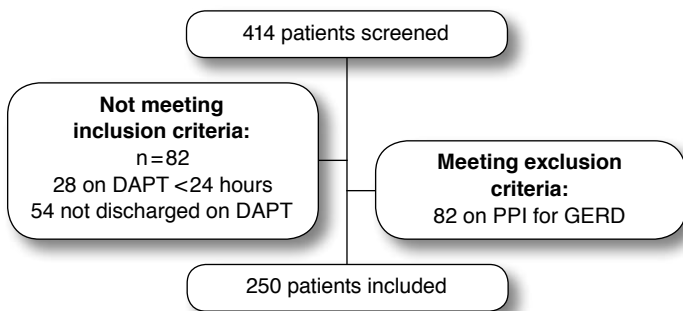 414 patients screened
Not meeting
inclusion criteria:
n=82
28 on DAPT <24 hours
54 not discharged on DAPT
Meeting exclusion
criteria:
82 on PPI for GERD
250 patients included